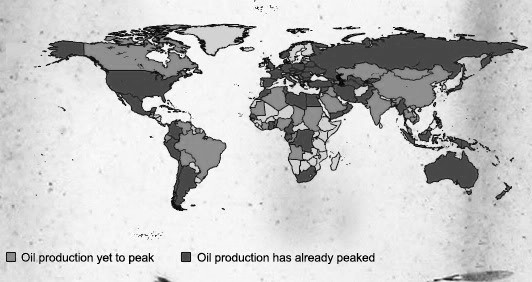 Oil production yet to peak
Oil production has already peaked